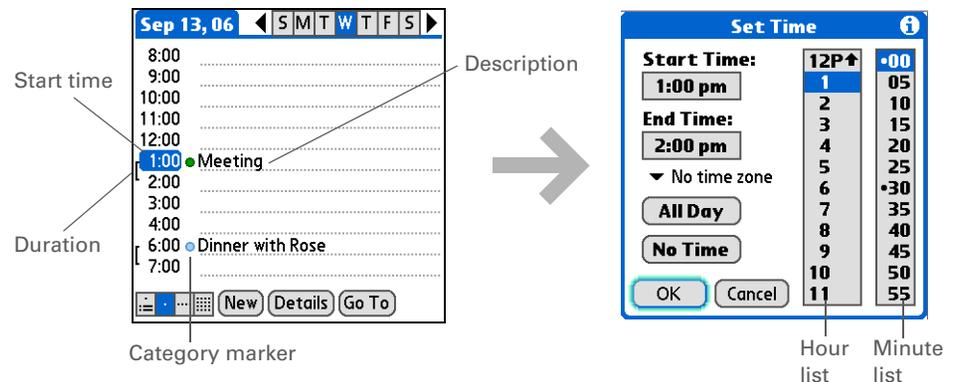 Sep 13, 06 S M T W T F S
8:00
9:00
10:00
11:00
12:00
1:00 Meeting
2:00
3:00
4:00
6:00 Dinner with Rose
7:00
New Details Go To
Start time
Duration
Description
Category marker
Set Time
Start Time:
1:00 pm
End Time:
2:00 pm
No time zone
All Day
No Time
OK Cancel
12P
1
2
3
4
5
6
7
8
9
10
11
•00
05
10
15
20
25
•30
35
40
45
50
55
Hour
list
Minute
list